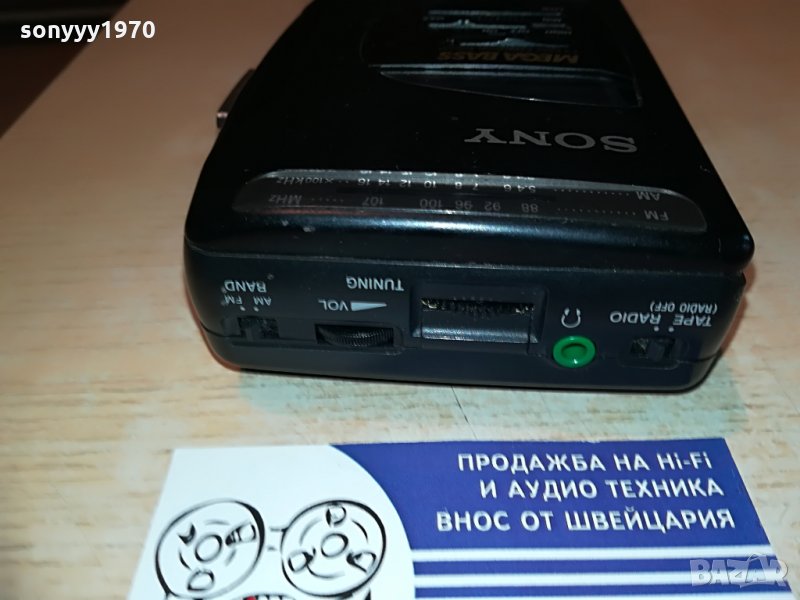 sonyyy1970
MEGA BASS
SONY
AM 5.4 6 7 8 10 12 14 16 ×100kHz
FM 88 92 96 100 107 MHz
TAPE RADIO
(RADIO OFF)
TUNING
VOL
AM FM
BAND
ПРОДАЖБА НА Hi-Fi
И АУДИО ТЕХНИКА
ВНОС ОТ ШВЕЙЦАРИЯ
BAZAR